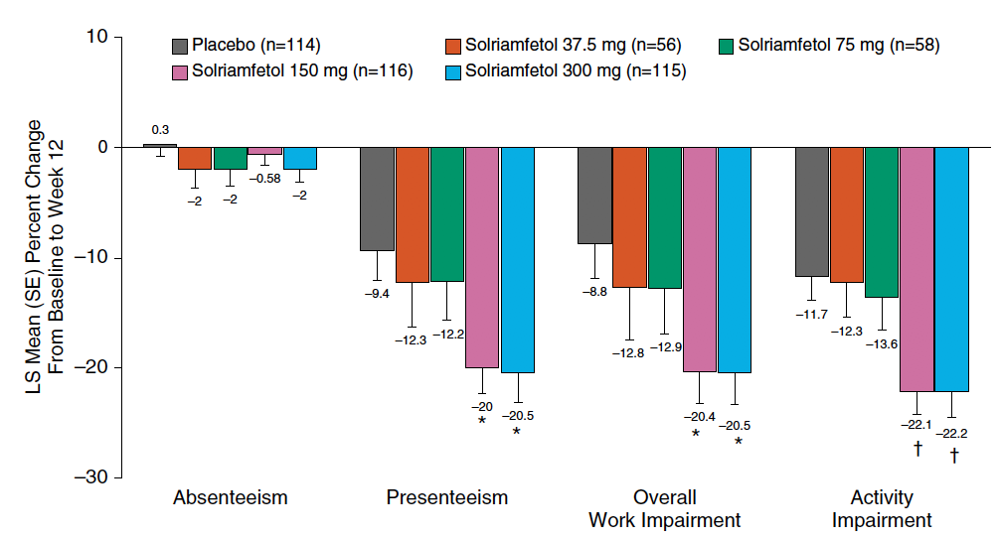 10
Placebo (n=114)
Solriamfetol 37.5 mg (n=56)
Solriamfetol 75 mg (n=58)
Solriamfetol 150 mg (n=116)
Solriamfetol 300 mg (n=115)
LS Mean (SE) Percent Change
From Baseline to Week 12
0
−10
−20
−30
0.3
−2
−2
−0.58
−2
−9.4
−12.3
−12.2
−20
*
−20.5
*
−8.8
−12.8
−12.9
−20.4
*
−20.5
*
−11.7
−12.3
−13.6
−22.1
†
−22.2
†
Absenteeism
Presenteeism
Overall
Work Impairment
Activity
Impairment